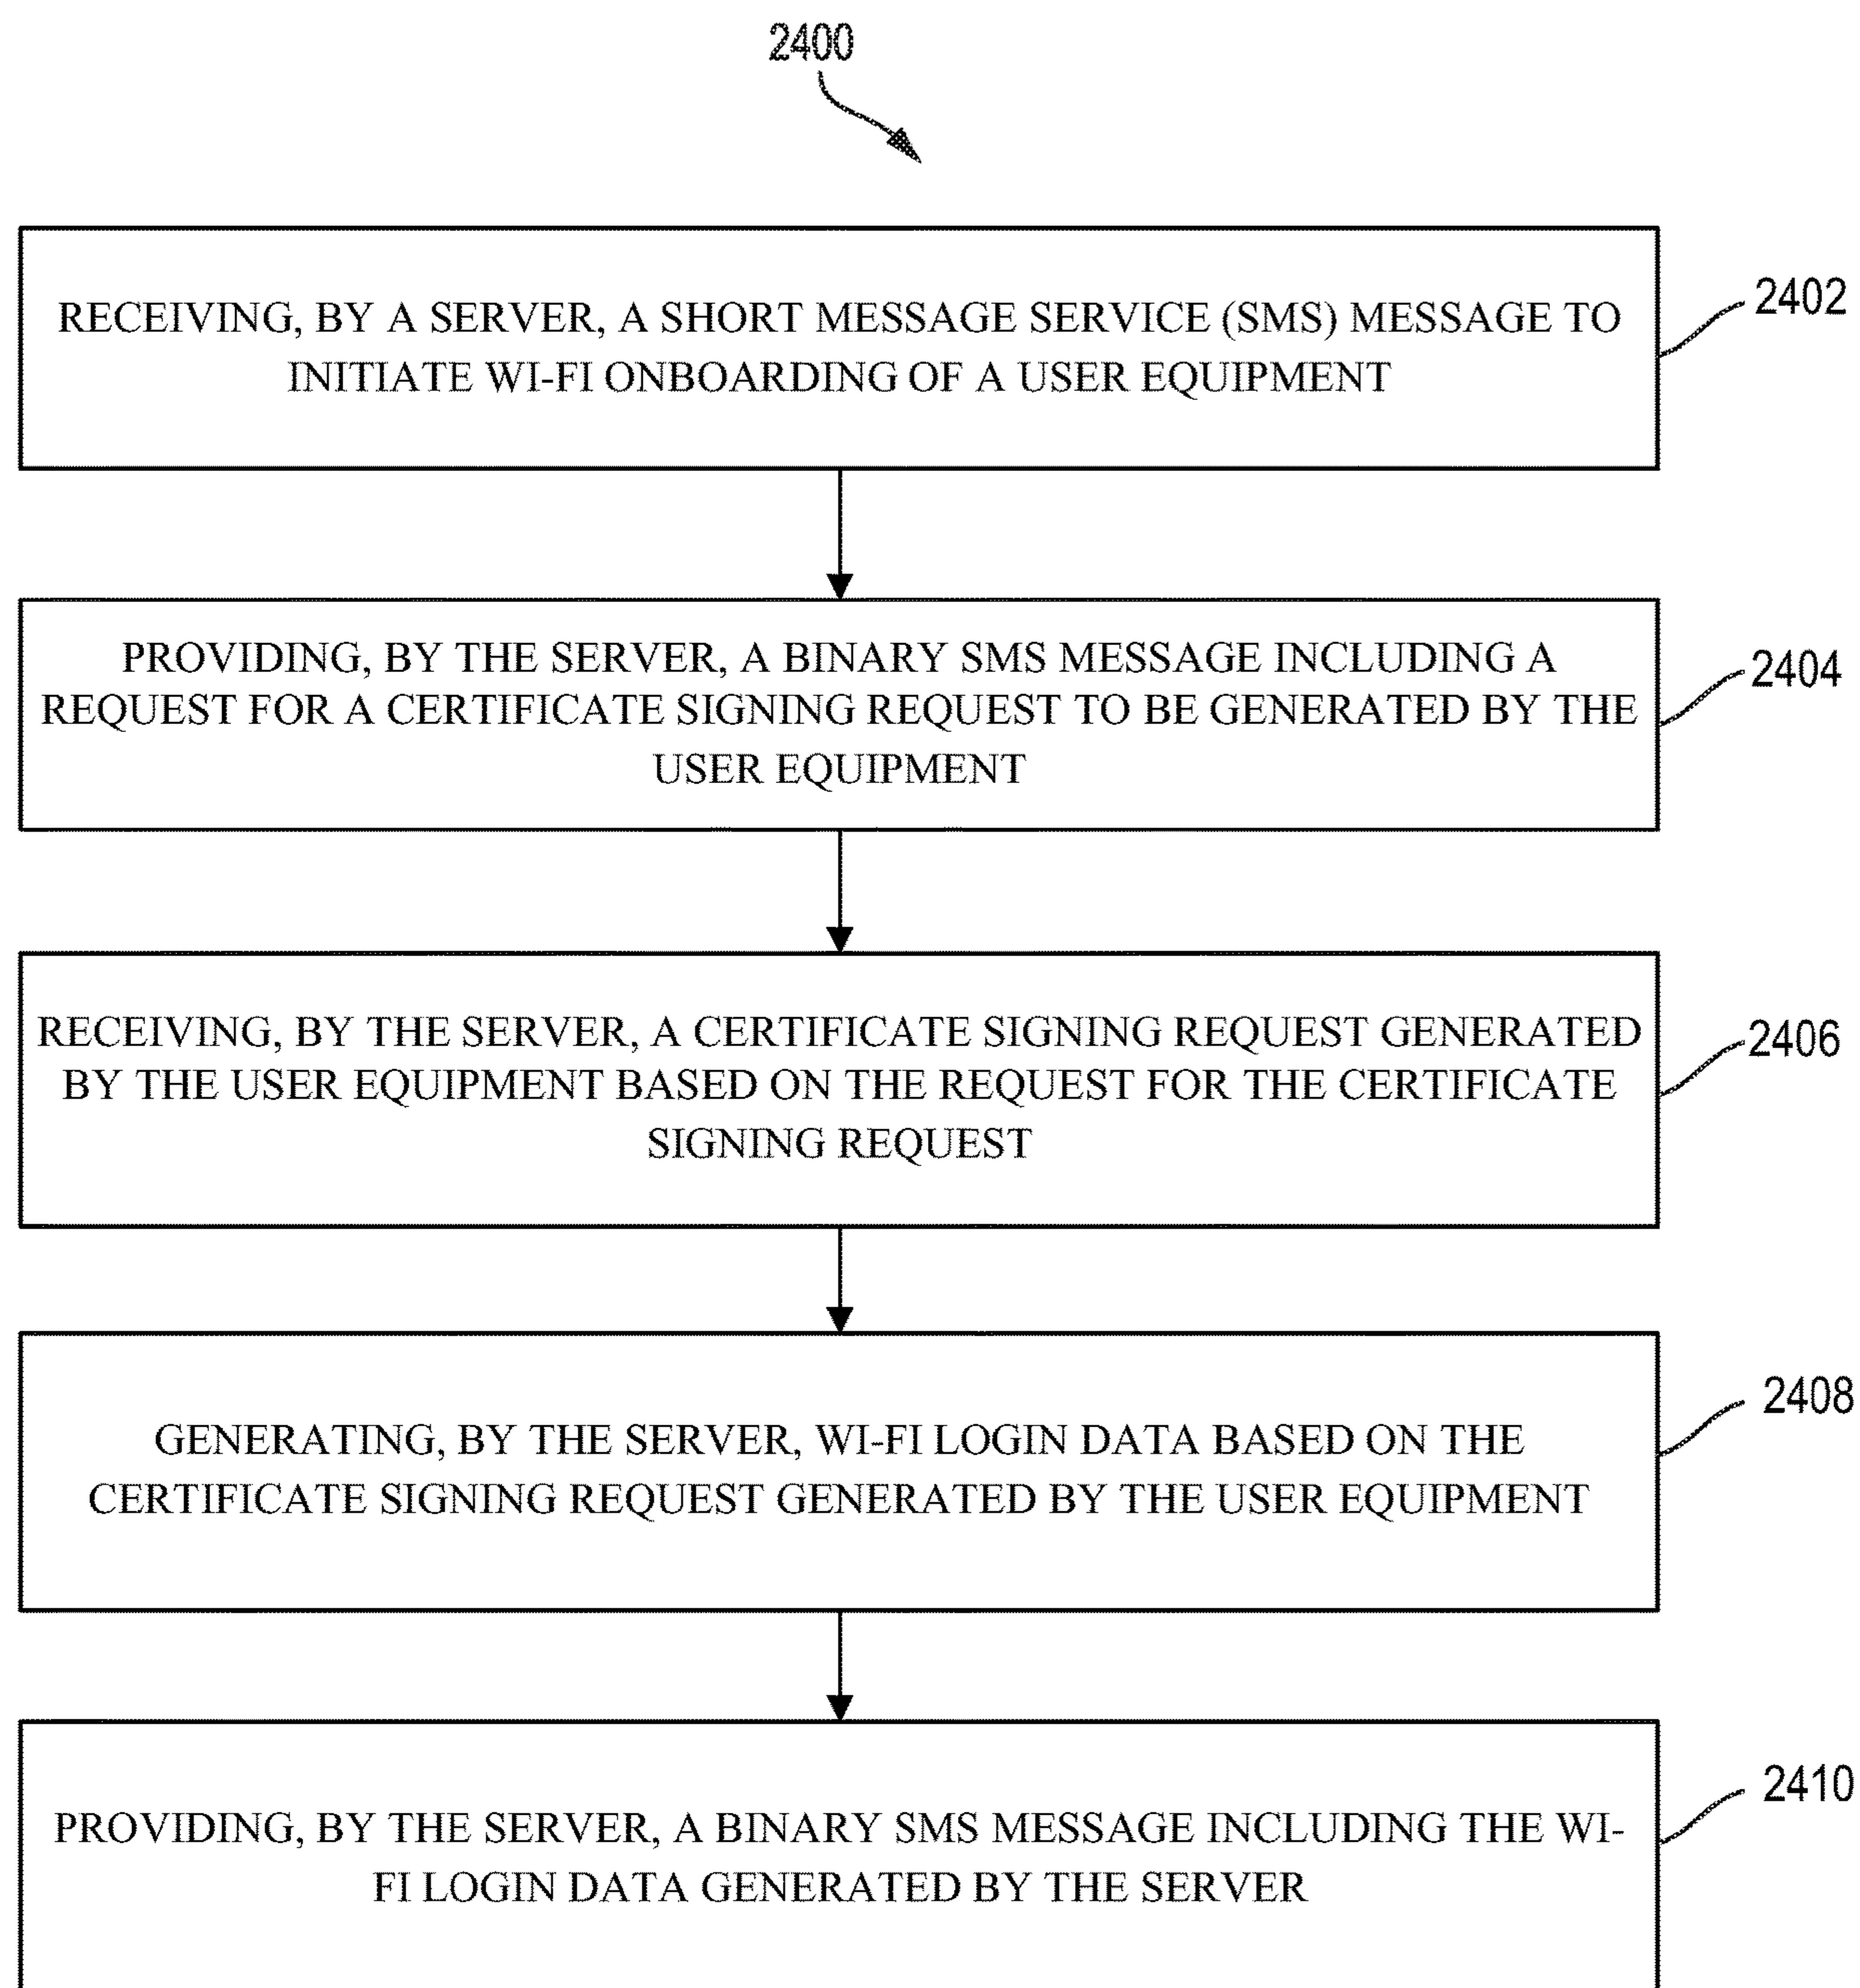 2400
RECEIVING, BY A SERVER, A SHORT MESSAGE SERVICE (SMS) MESSAGE TO
INITIATE WI-FI ONBOARDING OF A USER EQUIPMENT
2402
PROVIDING, BY THE SERVER, A BINARY SMS MESSAGE INCLUDING A
REQUEST FOR A CERTIFICATE SIGNING REQUEST TO BE GENERATED BY THE
USER EQUIPMENT
2404
RECEIVING, BY THE SERVER, A CERTIFICATE SIGNING REQUEST GENERATED
BY THE USER EQUIPMENT BASED ON THE REQUEST FOR THE CERTIFICATE
SIGNING REQUEST
2406
GENERATING, BY THE SERVER, WI-FI LOGIN DATA BASED ON THE
CERTIFICATE SIGNING REQUEST GENERATED BY THE USER EQUIPMENT
2408
PROVIDING, BY THE SERVER, A BINARY SMS MESSAGE INCLUDING THE WI-
FI LOGIN DATA GENERATED BY THE SERVER
2410